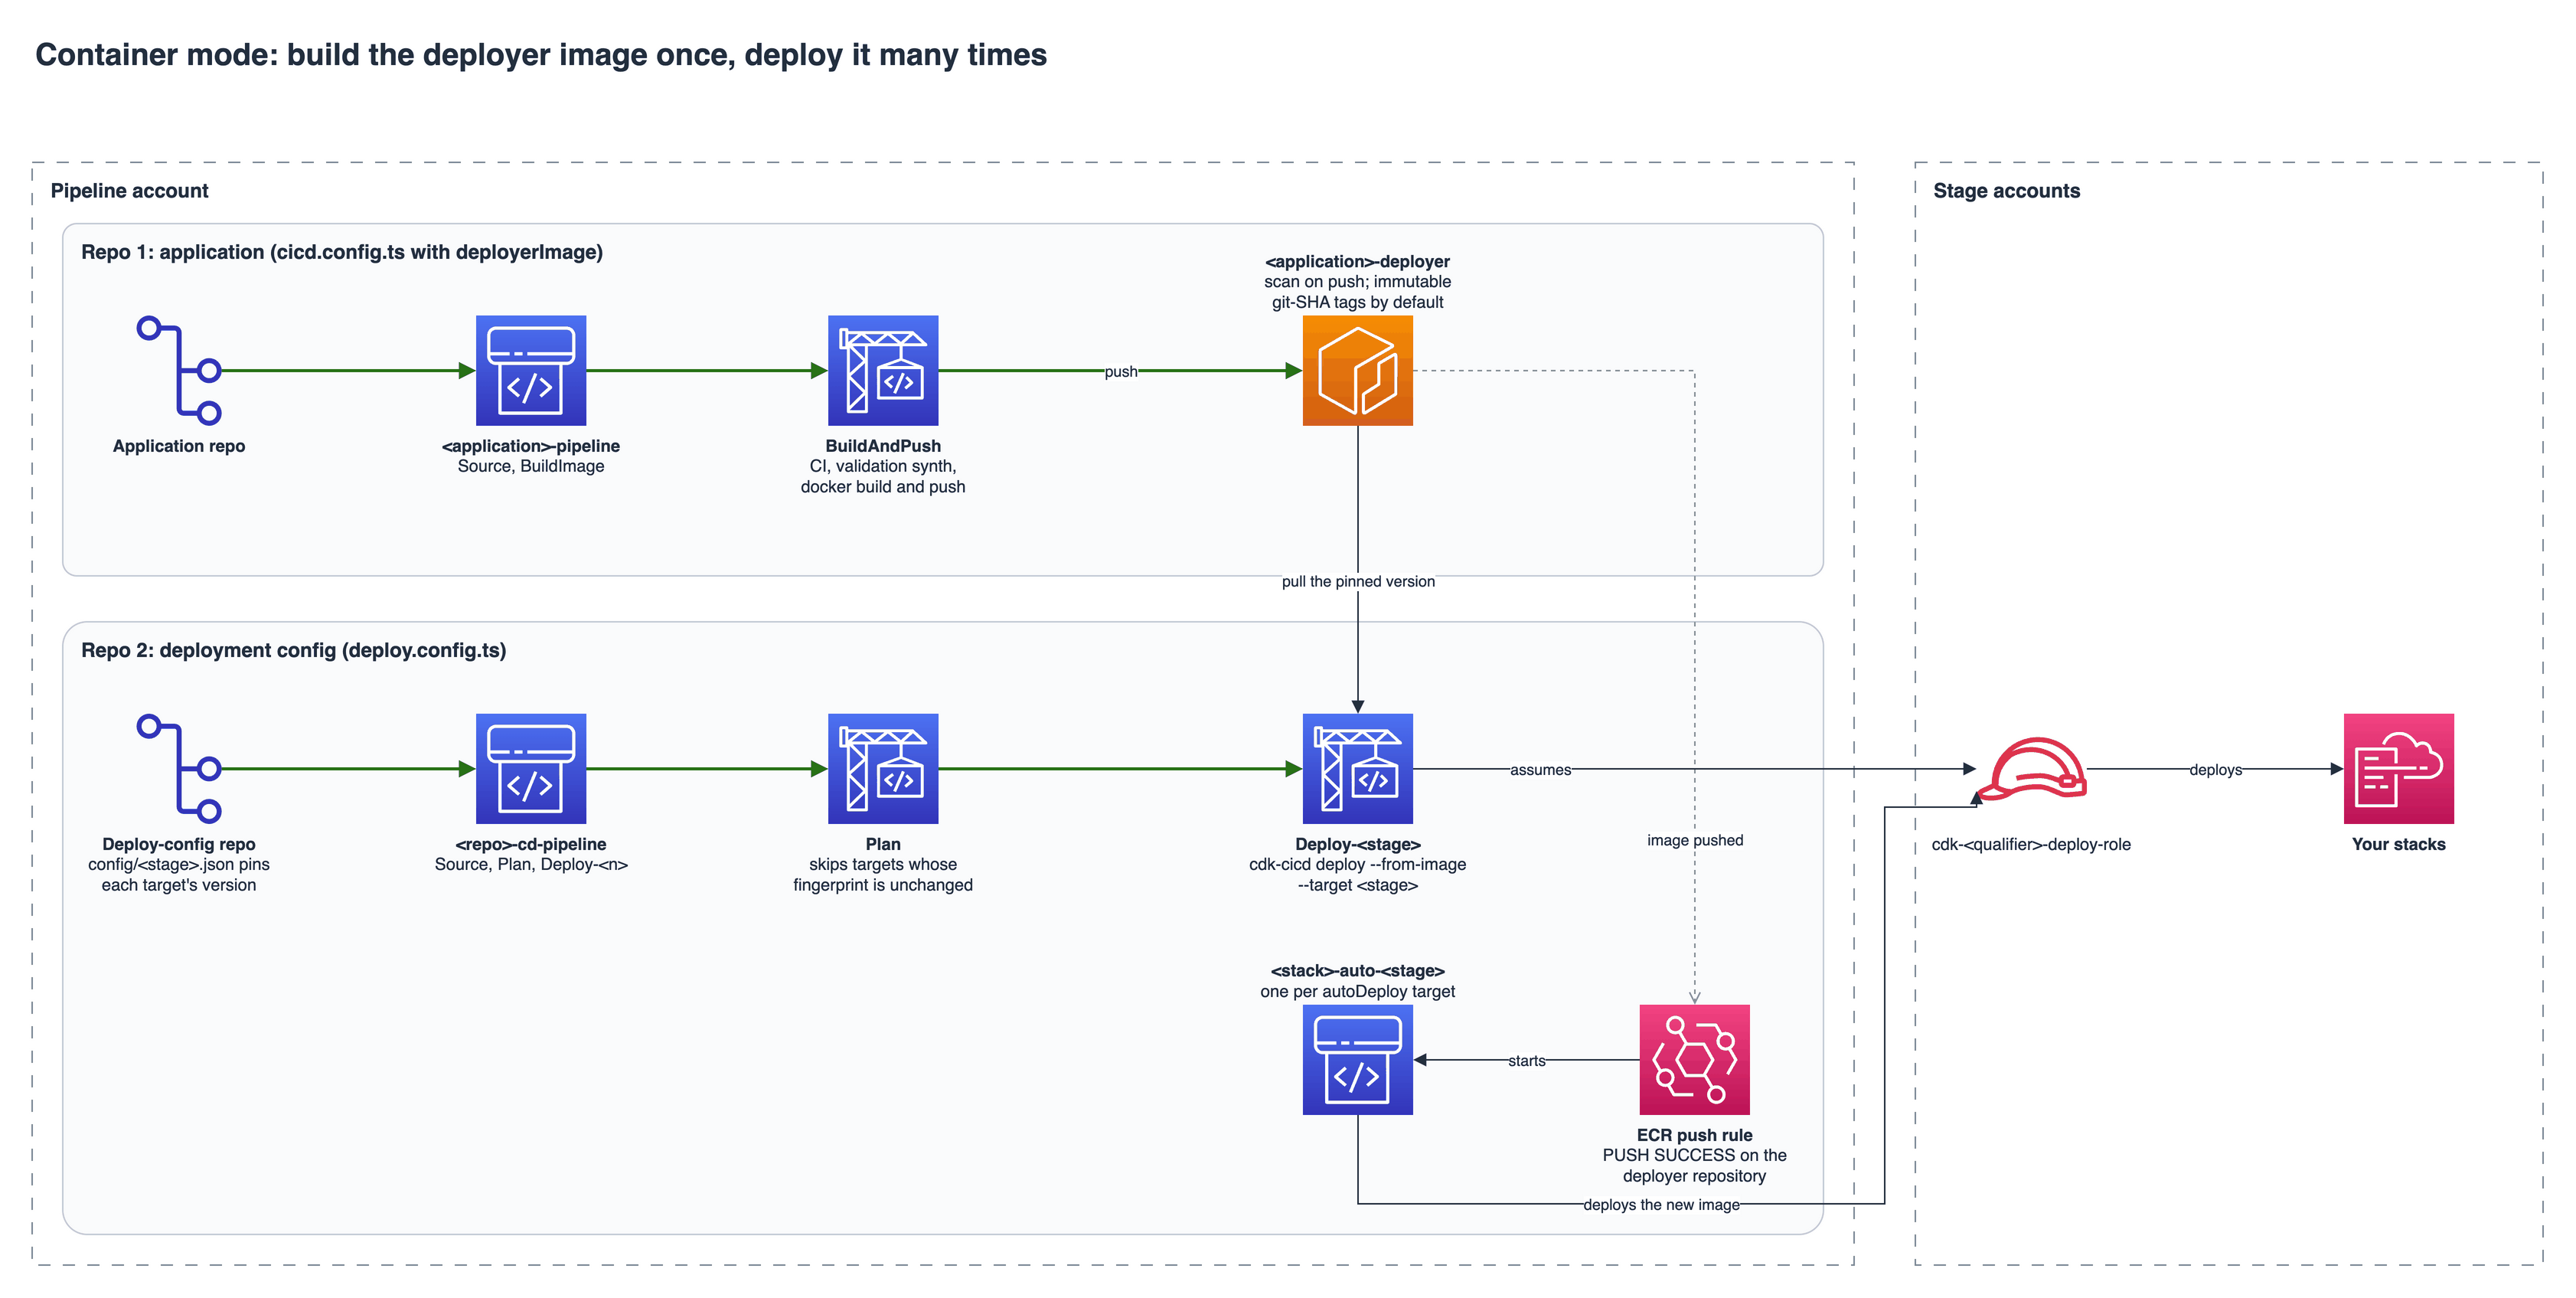 Container mode: build the deployer image once, deploy it many times
Pipeline account
Stage accounts
Repo 1: application (cicd.config.ts with deployerImage)
<application>-deployer
scan on push; immutable
git-SHA tags by default
push
Application repo
<application>-pipeline
Source, BuildImage
BuildAndPush
CI, validation synth,
docker build and push
pull the pinned version
Repo 2: deployment config (deploy.config.ts)
assumes
deploys
Deploy-config repo
config/<stage>.json pins
each target's version
<repo>-cd-pipeline
Source, Plan, Deploy-<n>
Plan
skips targets whose
fingerprint is unchanged
Deploy-<stage>
cdk-cicd deploy --from-image
--target <stage>
image pushed
cdk-<qualifier>-deploy-role
Your stacks
<stack>-auto-<stage>
one per autoDeploy target
starts
ECR push rule
PUSH SUCCESS on the
deployer repository
deploys the new image